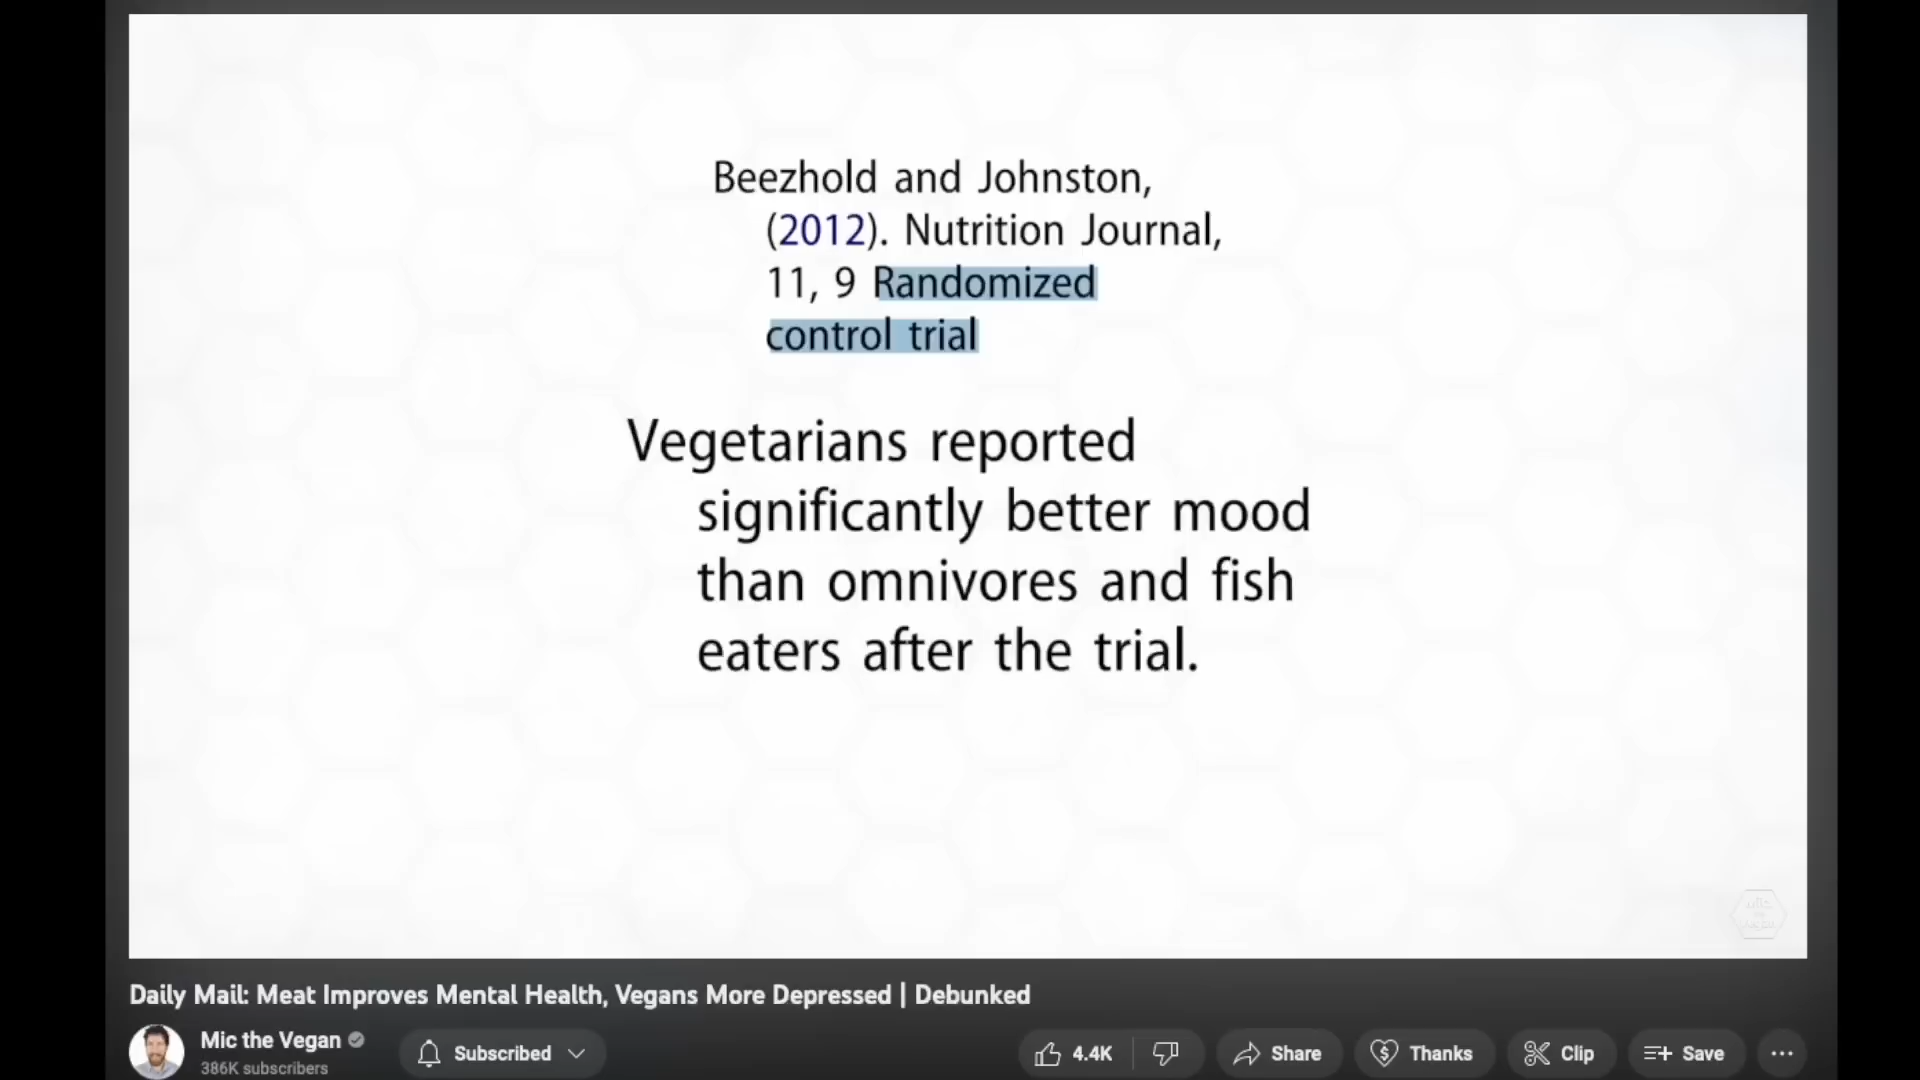 Beezhold and Johnston,
(2012). Nutrition Journal,
11, 9 Randomized
control trial
Vegetarians reported
significantly better mood
than omnivores and fish
eaters after the trial.
Daily Mail: Meat Improves Mental Health, Vegans More Depressed | Debunked
Mic the Vegan
386K subscribers
Subscribed
4.4K
Share
Thanks
Clip
Save